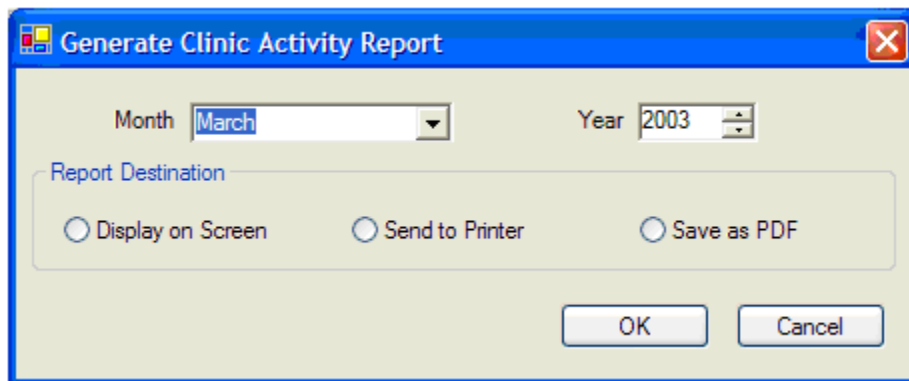 Generate Clinic Activity Report
Month March Year 2003
Report Destination
Display on Screen Send to Printer Save as PDF
OK Cancel